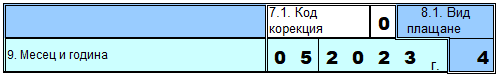 7.1. Код корекция 0 8.1. Вид плащане
9. Месец и година 0 5 2 0 2 3 г. 4